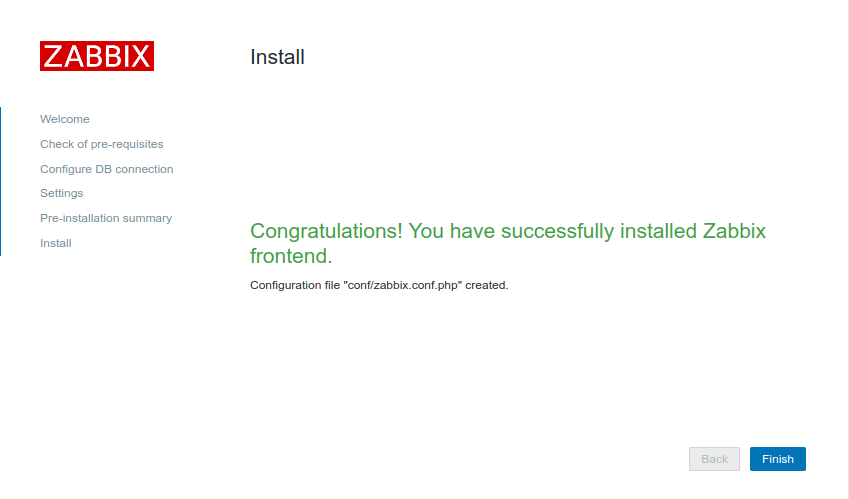 ZABBIX
Install
Welcome
Check of pre-requisites
Configure DB connection
Settings
Pre-installation summary
Install
Congratulations! You have successfully installed Zabbix
frontend.
Configuration file "conf/zabbix.conf.php" created.
Back
Finish